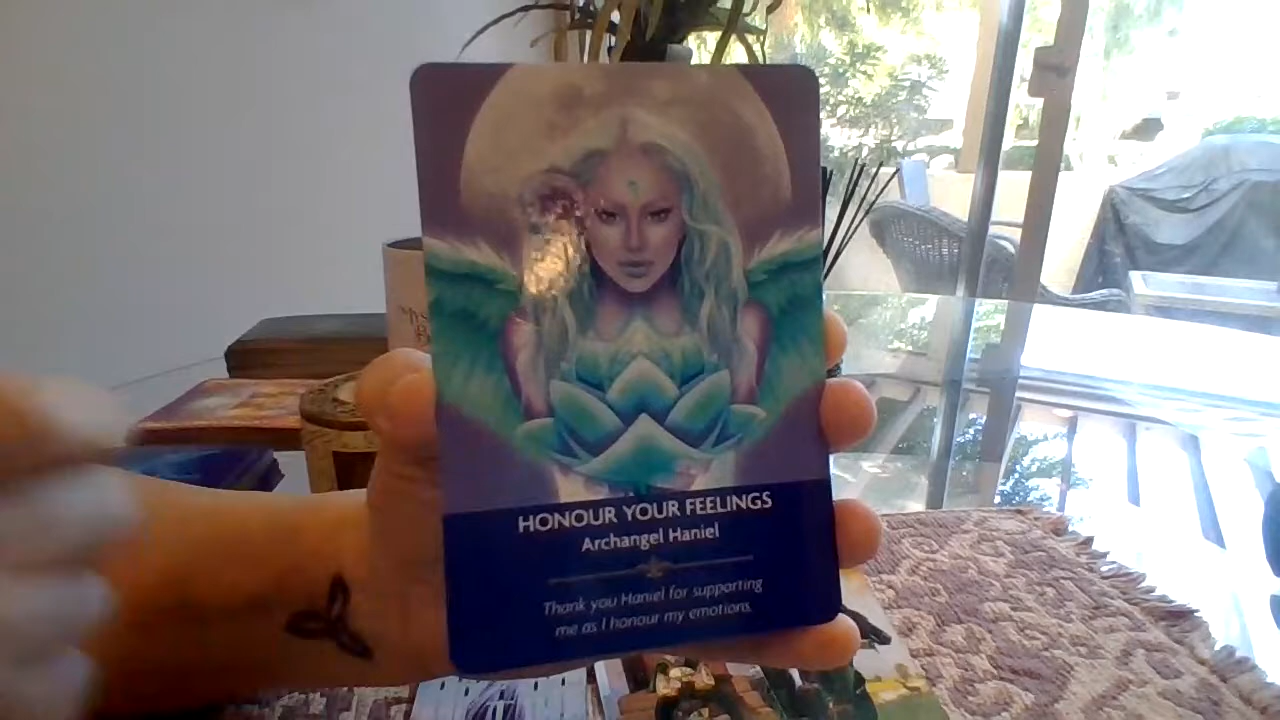 HONOUR YOUR FEELINGS
Archangel Haniel
Thank you Haniel for supporting
me as I honour my emotions.